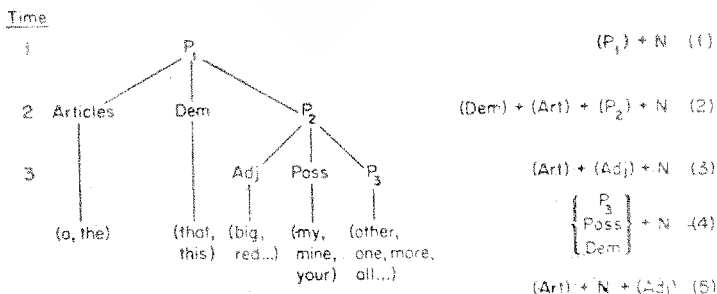 Time
1 P₁ (P₁) + N (1)
2 Articles Dem P₂ (Dem) + (Art) + (P₂) + N (2)
3 Adj Poss P₃ (Art) + (Adj) + N (3)
P₃
Poss + N (4)
Dem
(a, the) (that, (big, (my, (other,
this) red...) mine, one, more,
your) all...)
(Art) + N + (Adj) (5)